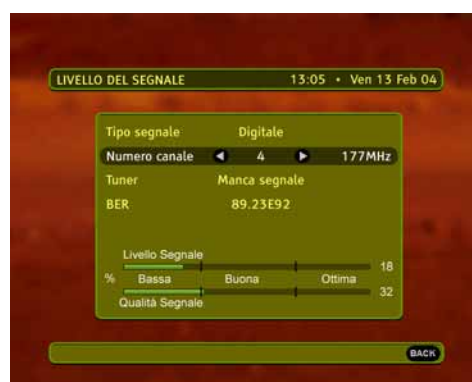 LIVELLO DEL SEGNALE 13:05 • Ven 13 Feb 04
Tipo segnale Digitale
Numero canale 4 177MHz
Tuner Manca segnale
BER 89.23E92
Livello Segnale
18
% Bassa Buona Ottima
32
Qualità Segnale
BACK